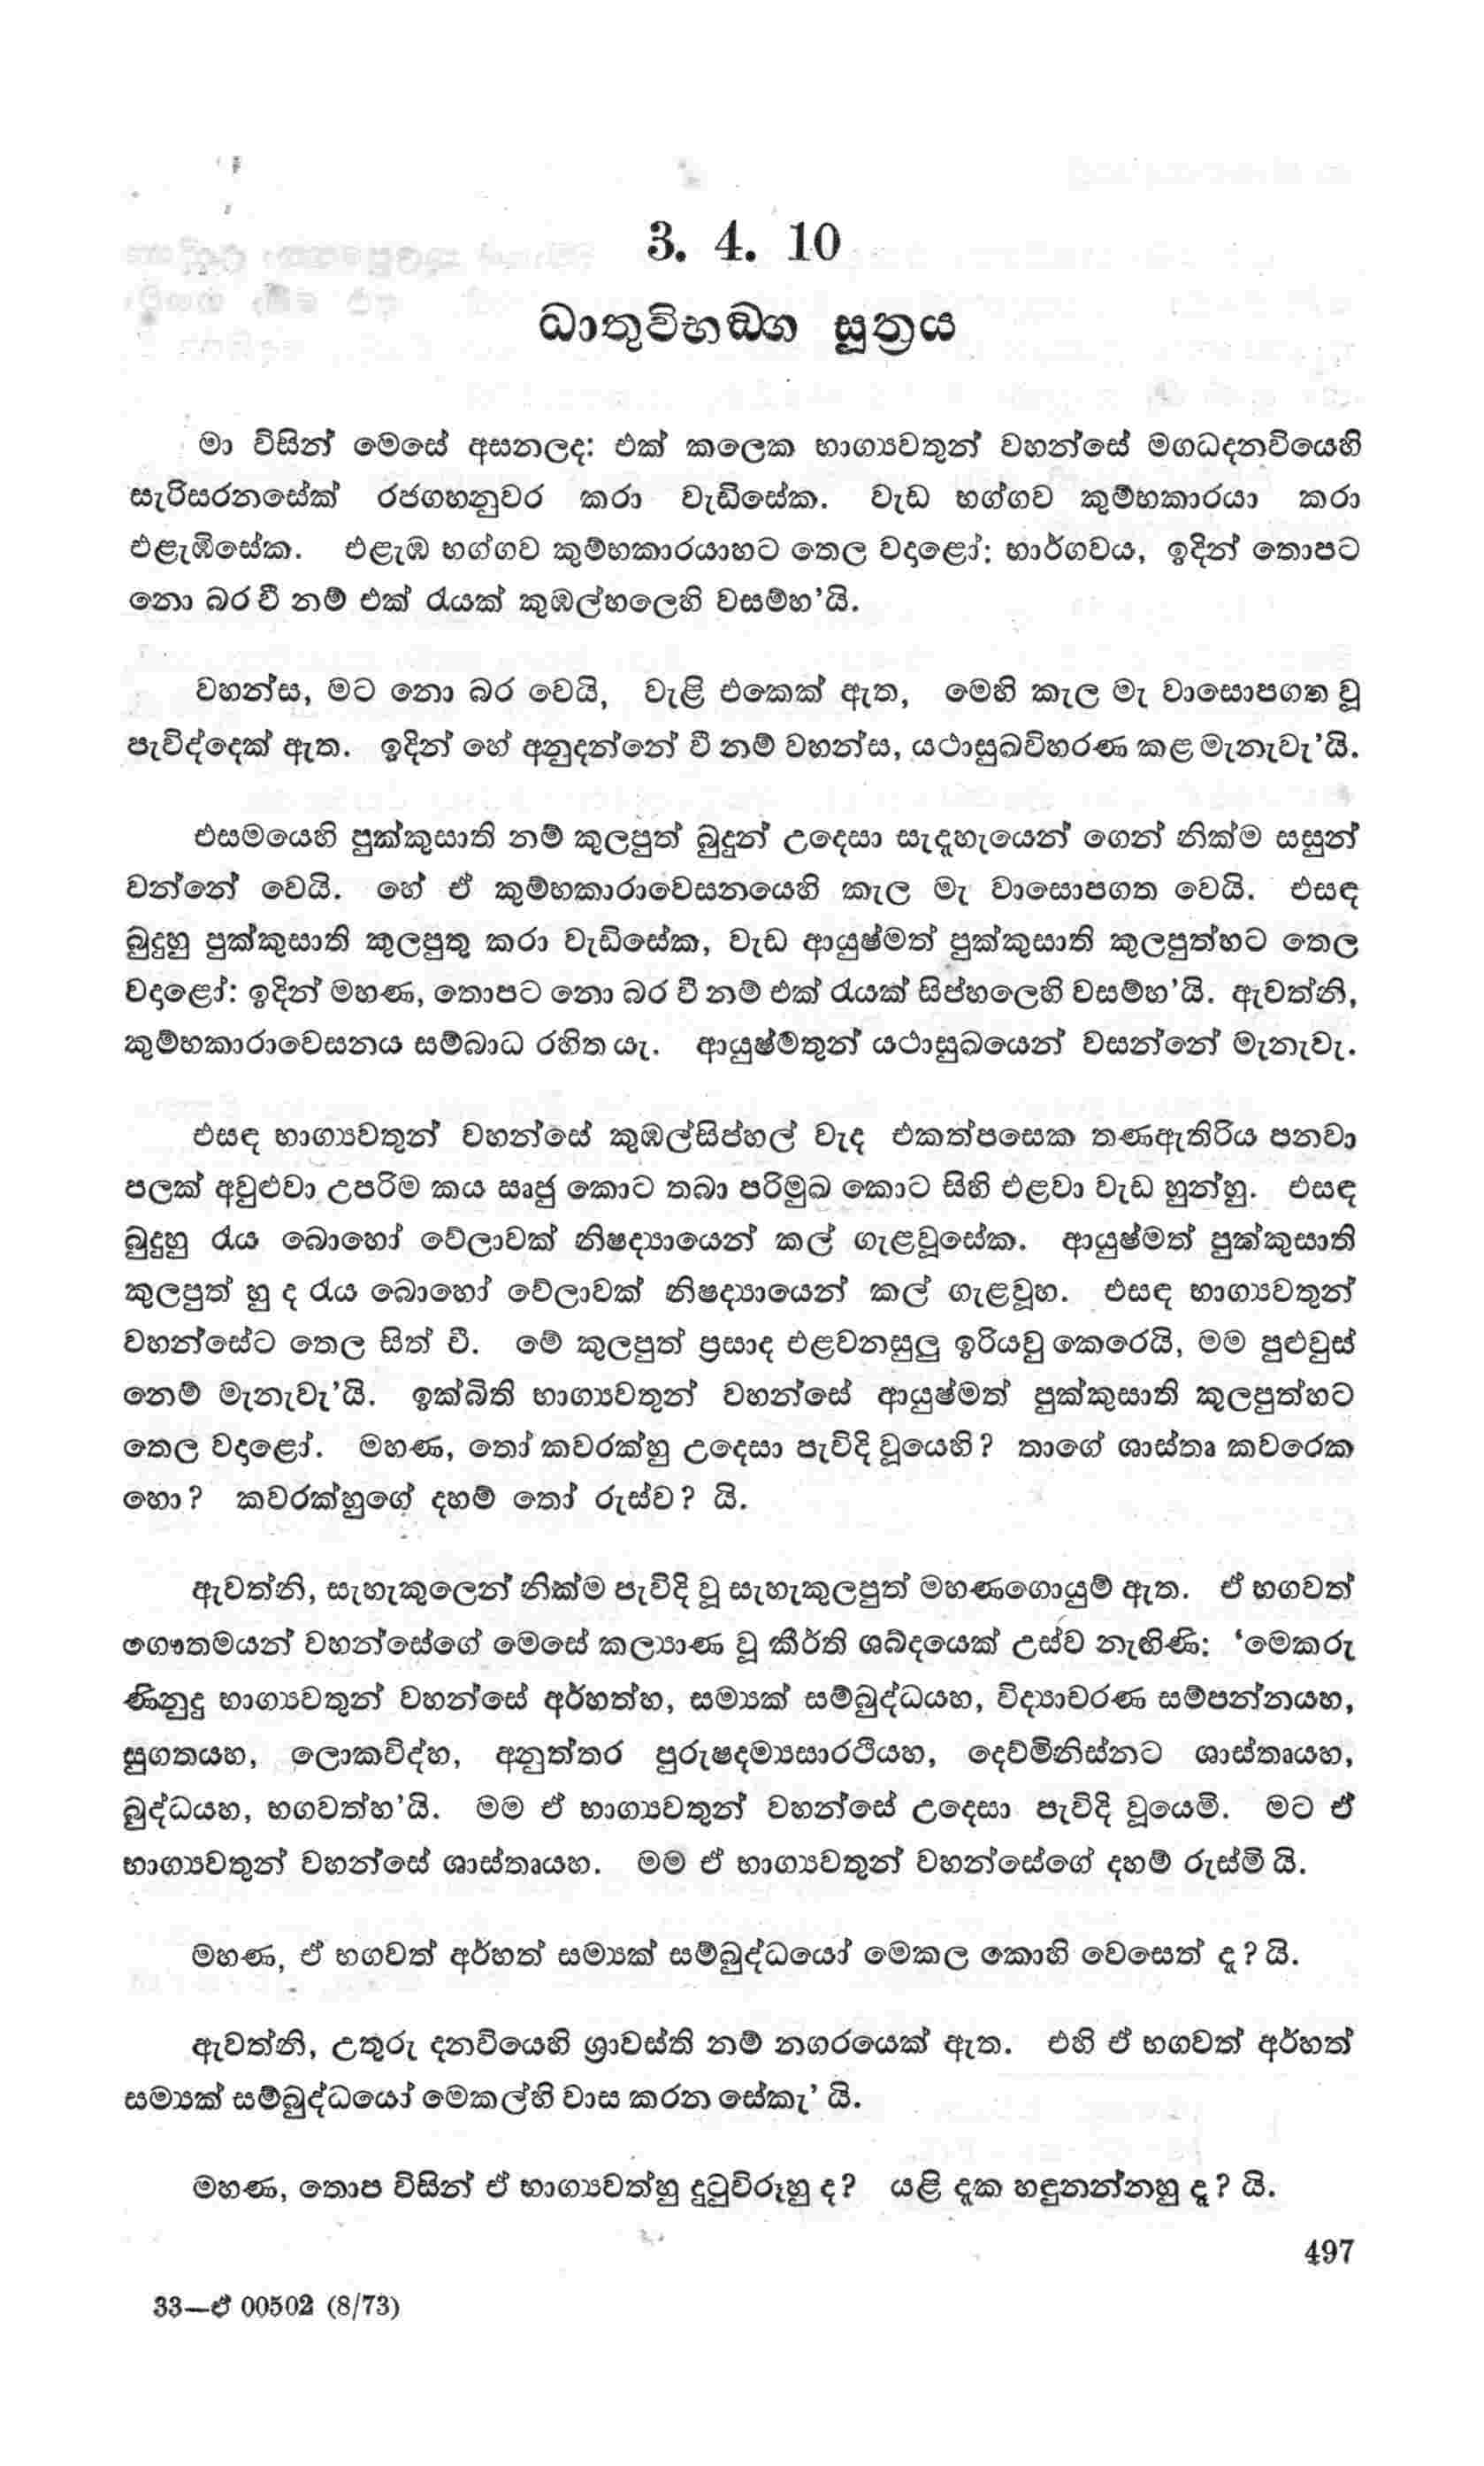 3. 4. 10
ධාතුවිභඞ්ග සූත්‍රය
මා විසින් මෙසේ අසනලද: එක් කලෙක භාග්‍යවතුන් වහන්සේ මගධදනවියෙහි
සැරිසරනසේක් රජගහනුවර කරා වැඩිසේක. වැඩ භග්ගව කුම්භකාරයා කරා
එළැඹිසේක. එළැඹ භග්ගව කුම්භකාරයාහට තෙල වදාළෝ: භාර්ගවය, ඉදින් තොපට
නො බර වී නම් එක් රැයක් කුඹල්හලෙහි වසම්හ’යි.
වහන්ස, මට නො බර වෙයි, වැළි එකෙක් ඇත, මෙහි කැල මැ වාසොපගත වූ
පැවිද්දෙක් ඇත. ඉදින් හේ අනුදන්නේ වී නම් වහන්ස, යථාසුඛවිහරණ කළ මැනැවැ’යි.
එසමයෙහි පුක්කුසාති නම් කුලපුත් බුදුන් උදෙසා සැදැහැයෙන් ගෙන් නික්ම සසුන්
වන්නේ වෙයි. හේ ඒ කුම්භකාරාවෙසනයෙහි කැල මැ වාසොපගත වෙයි. එසඳ
බුදුහු පුක්කුසාති කුලපුතු කරා වැඩිසේක, වැඩ ආයුෂ්මත් පුක්කුසාති කුලපුත්හට තෙල
වදාළෝ: ඉදින් මහණ, තොපට නො බර වී නම් එක් රැයක් සිප්හලෙහි වසම්හ’යි. ඇවත්නි,
කුම්භකාරාවෙසනය සම්බාධ රහිත යැ. ආයුෂ්මතුන් යථාසුඛයෙන් වසන්නේ මැනැවැ.
එසඳ භාග්‍යවතුන් වහන්සේ කුඹල්සිප්හල් වැද එකත්පසෙක තණඇතිරිය පනවා
පලක් අවුළුවා උපරිම කය සෘජු කොට තබා පරිමුඛ කොට සිහි එළවා වැඩ හුන්හු. එසඳ
බුදුහු රැය බොහෝ වේලාවක් නිෂද්‍යායෙන් කල් ගැළවූසේක. ආයුෂ්මත් පුක්කුසාති
කුලපුත් හු ද රැය බොහෝ වේලාවක් නිෂද්‍යායෙන් කල් ගැළවූහ. එසඳ භාග්‍යවතුන්
වහන්සේට තෙල සිත් වී. මේ කුලපුත් ප්‍රසාද එළවනසුලු ඉරියවු කෙරෙයි, මම පුළුවුස්
නෙම් මැනැවැ’යි. ඉක්බිති භාග්‍යවතුන් වහන්සේ ආයුෂ්මත් පුක්කුසාති කුලපුත්හට
තෙල වදාළෝ. මහණ, තෝ කවරක්හු උදෙසා පැවිදි වූයෙහි? තාගේ ශාස්තෘ කවරෙක
හො? කවරක්හුගේ දහම් තෝ රුස්ව? යි.
ඇවත්නි, සැහැකුලෙන් නික්ම පැවිදි වූ සැහැකුලපුත් මහණගොයුම් ඇත. ඒ භගවත්
ගෞතමයන් වහන්සේගේ මෙසේ කල්‍යාණ වූ කීර්ති ශබ්දයෙක් උස්ව නැඟිණි: ‘මෙකරු
ණිනුදු භාග්‍යවතුන් වහන්සේ අර්හත්හ, සම්‍යක් සම්බුද්ධයහ, විද්‍යාචරණ සම්පන්නයහ,
සුගතයහ, ලොකවිද්හ, අනුත්තර පුරුෂදම්‍යසාරථියහ, දෙව්මිනිස්නට ශාස්තෘයහ,
බුද්ධයහ, භගවත්හ’යි. මම ඒ භාග්‍යවතුන් වහන්සේ උදෙසා පැවිදි වූයෙමි. මට ඒ
භාග්‍යවතුන් වහන්සේ ශාස්තෘයහ. මම ඒ භාග්‍යවතුන් වහන්සේගේ දහම් රුස්මි යි.
මහණ, ඒ භගවත් අර්හත් සම්‍යක් සම්බුද්ධයෝ මෙකල කොහි වෙසෙත් දැ? යි.
ඇවත්නි, උතුරු දනවියෙහි ශ්‍රාවස්ති නම් නගරයෙක් ඇත. එහි ඒ භගවත් අර්හත්
සම්‍යක් සම්බුද්ධයෝ මෙකල්හි වාස කරන සේකැ’ යි.
මහණ, තොප විසින් ඒ භාග්‍යවත්හු දුටුවිරූහු ද? යළි දැක හඳුනන්නහු දැ? යි.
497
33—ඒ 00502 (8/73)